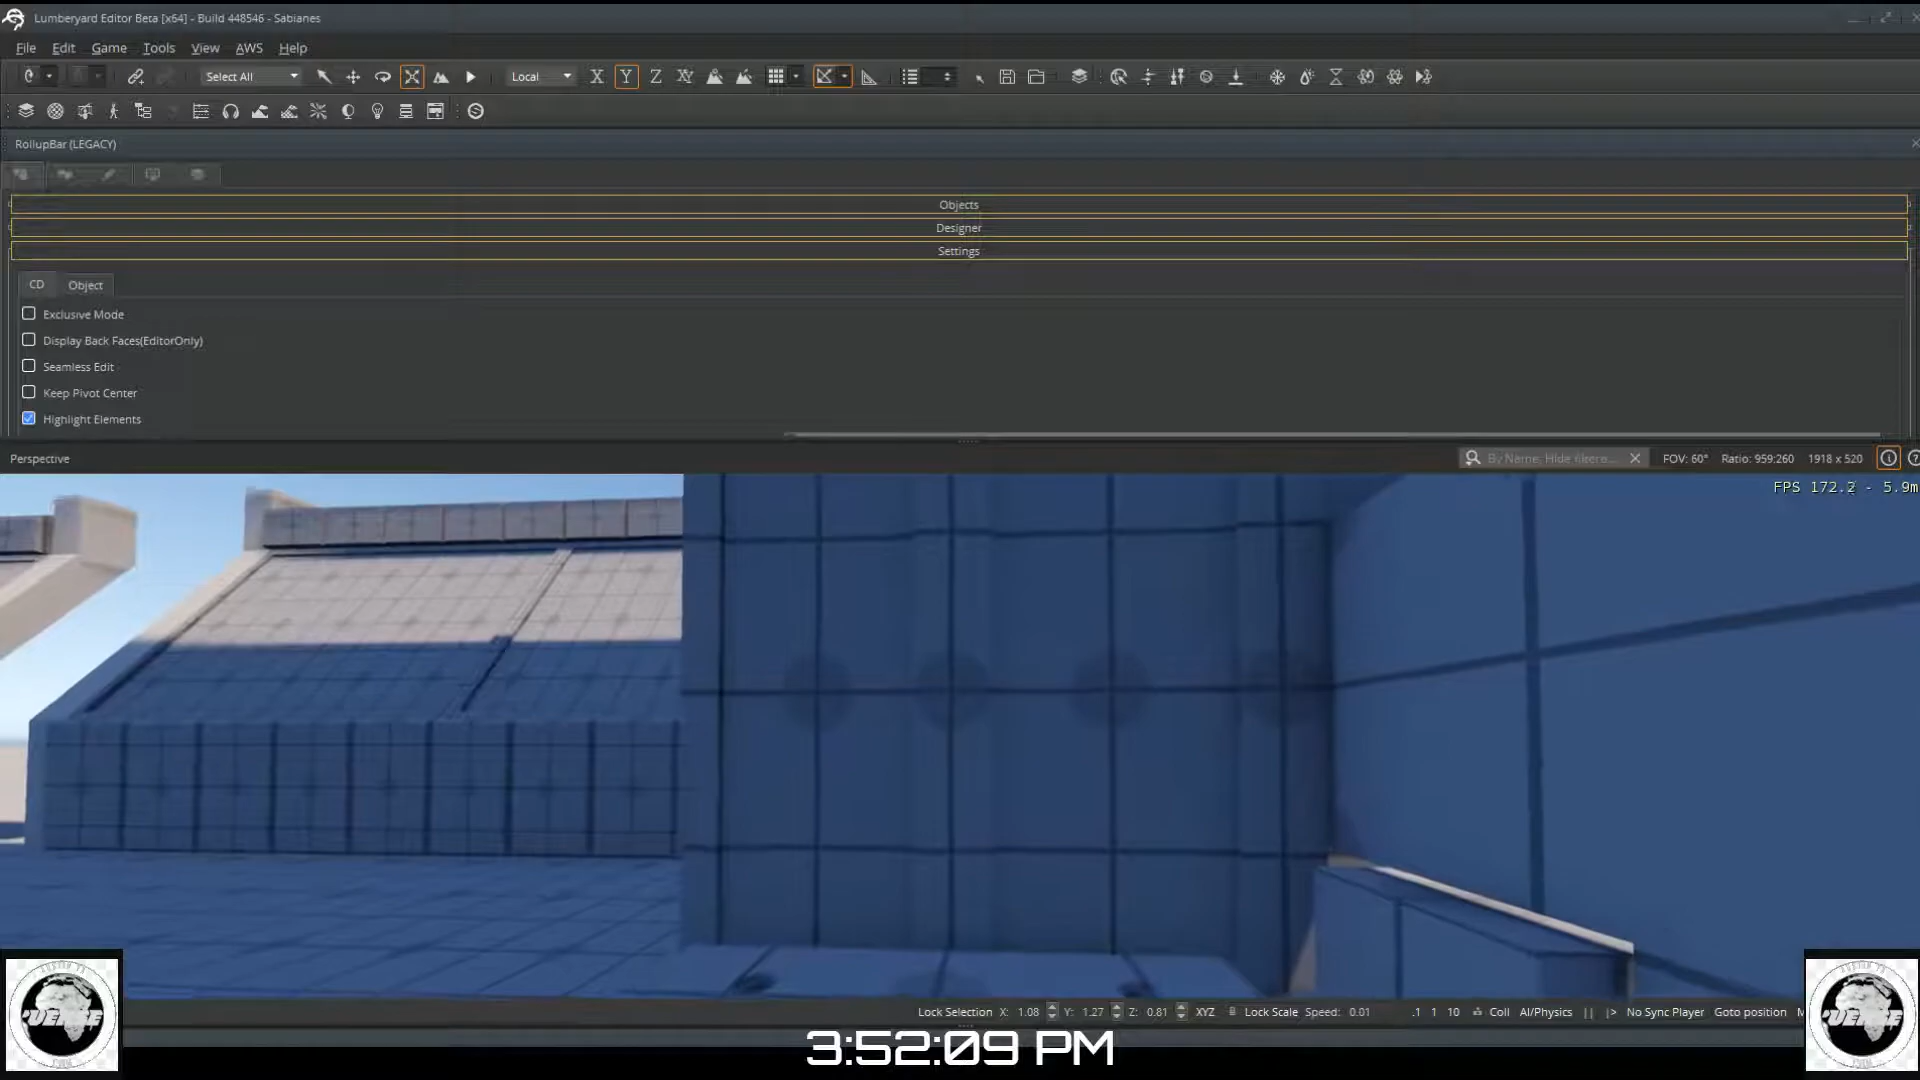 Lumberyard Editor Beta [x64] - Build 448546 - Sabianes
File Edit Game Tools View AWS Help
Select All Local X Y Z XY
RollupBar (LEGACY)
Objects
Designer
Settings
CD Object
Exclusive Mode
Display Back Faces(EditorOnly)
Seamless Edit
Keep Pivot Center
Highlight Elements
Perspective By Name, Hide FOV: 60° Ratio: 959:260 1918 x 520
FPS 172.2 - 5.9m
Lock Selection X: 1.08 Y: 1.27 Z: 0.81 XYZ Lock Scale Speed: 0.01 .1 1 10 Coll AI/Physics No Sync Player Goto position M
3:52:09 PM